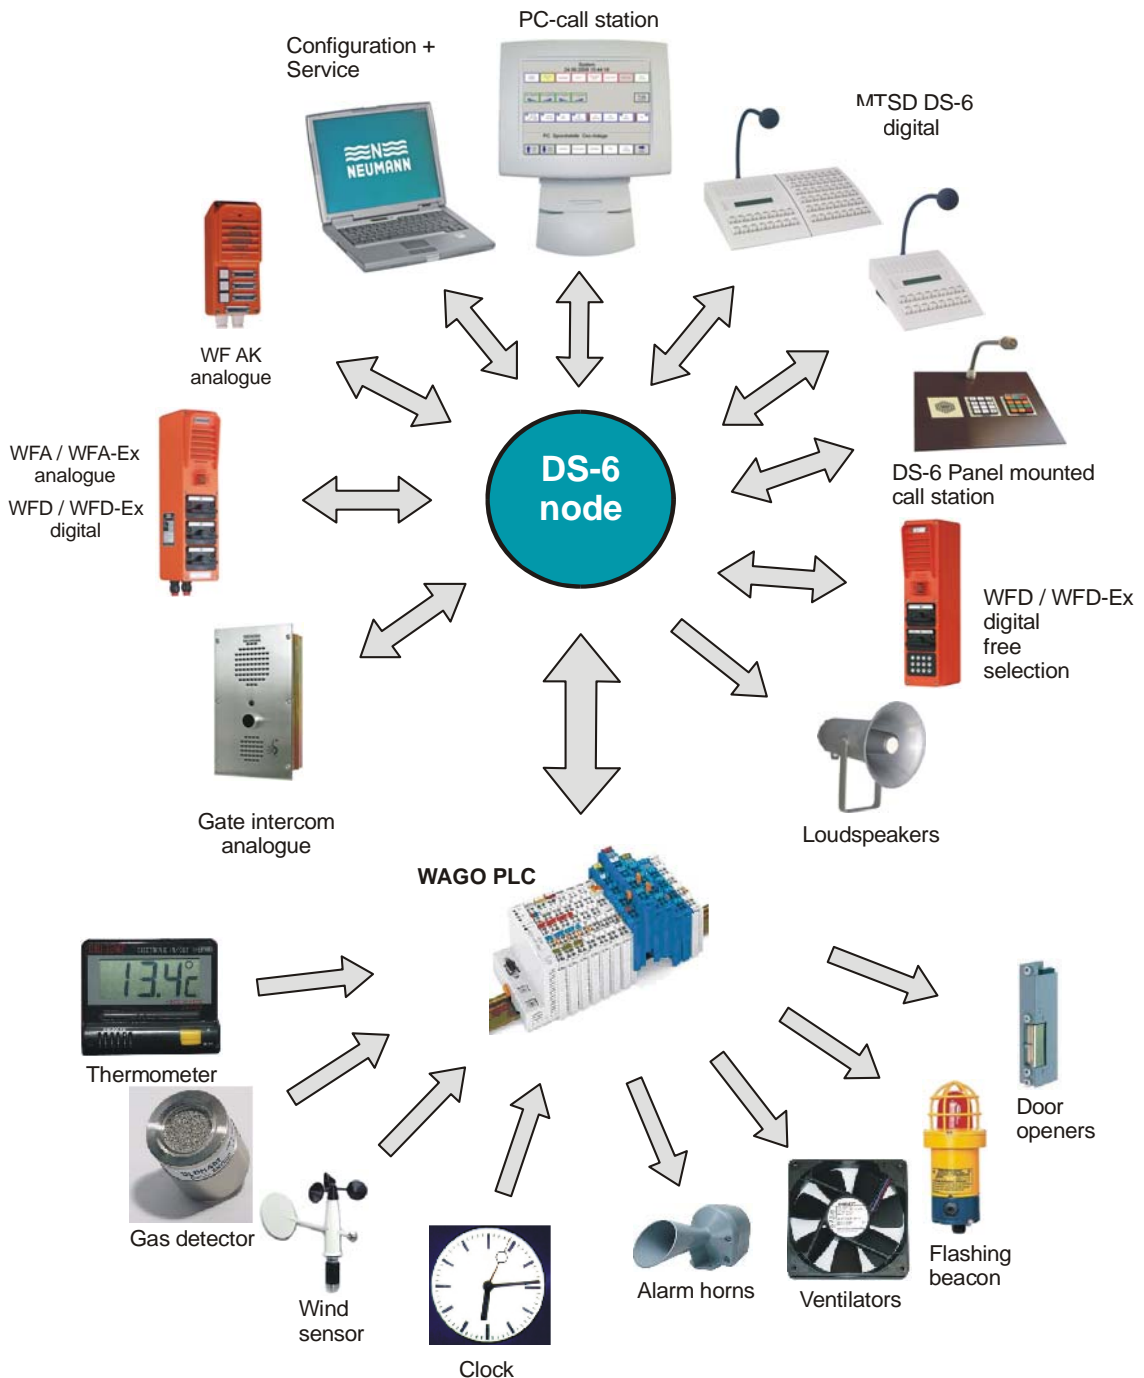 PC-call station
Configuration +
Service
MTSD DS-6
digital
System
NEUMANN
WF AK
analogue
WFA / WFA-Ex
analogue
WFD / WFD-Ex
digital
DS-6
node
DS-6 Panel mounted
call station
WFD / WFD-Ex
digital
free
selection
Gate intercom
analogue
Loudspeakers
WAGO PLC
13.4°c
Thermometer
Door
openers
Gas detector
Wind
sensor
Clock
Alarm horns
Ventilators
Flashing
beacon